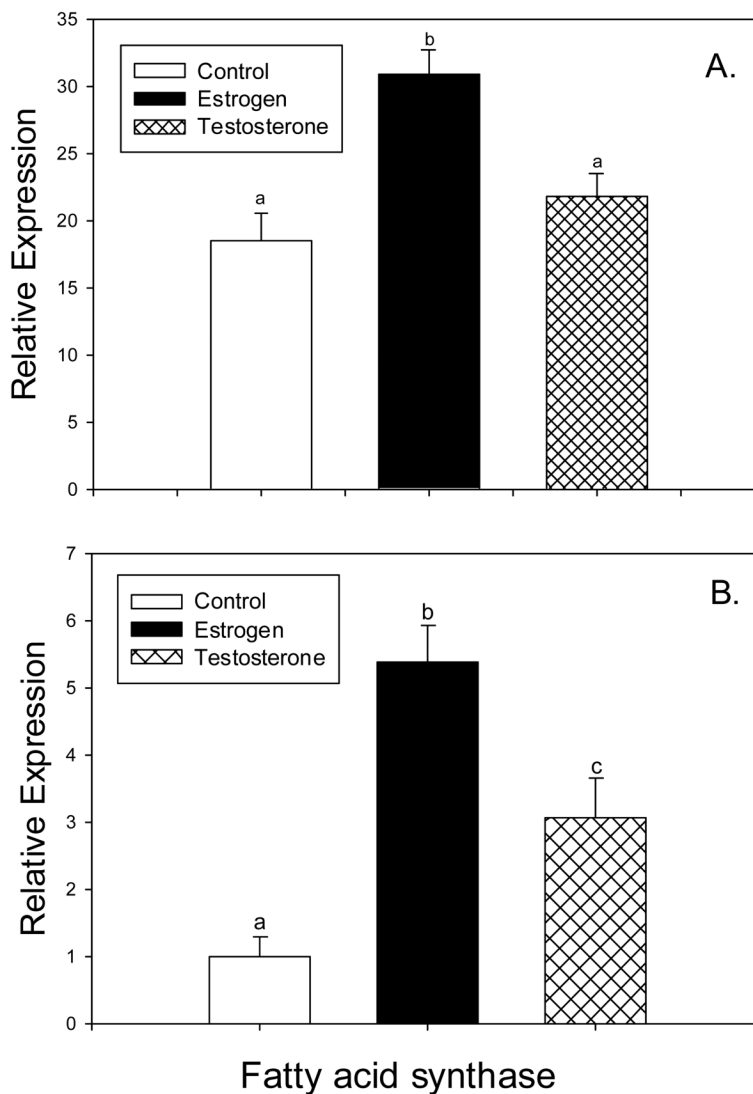 A.
Control
Estrogen
Testosterone
Relative Expression
35
30
25
20
15
10
5
0
a
b
a
B.
Control
Estrogen
Testosterone
Relative Expression
7
6
5
4
3
2
1
0
a
b
c
Fatty acid synthase